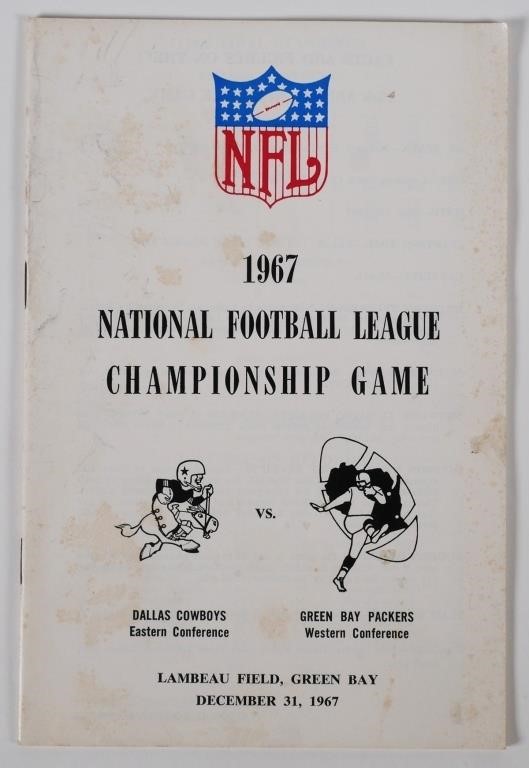 NFL
1967
NATIONAL FOOTBALL LEAGUE
CHAMPIONSHIP GAME
VS.
DALLAS COWBOYS
Eastern Conference
GREEN BAY PACKERS
Western Conference
LAMBEAU FIELD, GREEN BAY
DECEMBER 31, 1967